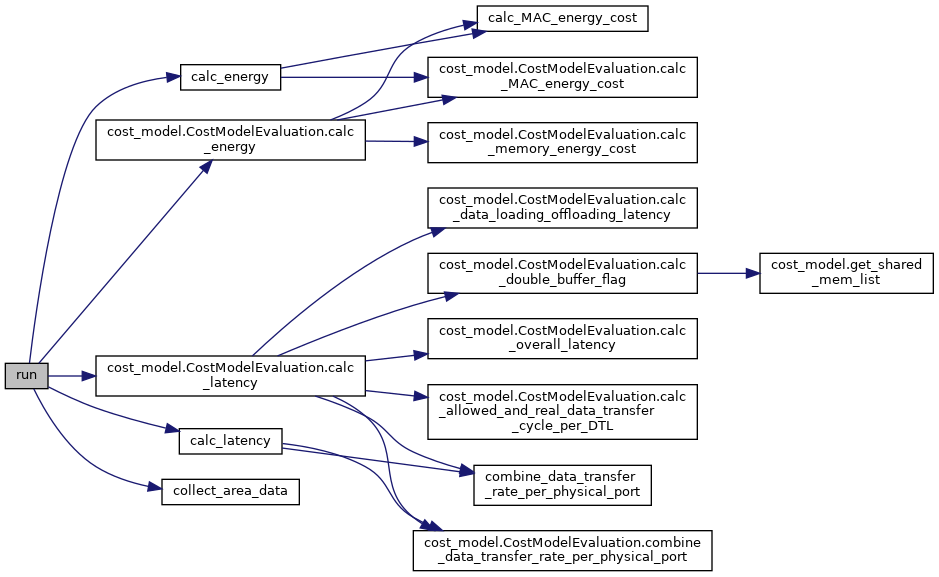 calc_MAC_energy_cost
calc_energy
cost_model.CostModelEvaluation.calc
_MAC_energy_cost
cost_model.CostModelEvaluation.calc
_energy
cost_model.CostModelEvaluation.calc
_memory_energy_cost
cost_model.CostModelEvaluation.calc
_data_loading_offloading_latency
cost_model.CostModelEvaluation.calc
_double_buffer_flag
cost_model.get_shared
_mem_list
cost_model.CostModelEvaluation.calc
_overall_latency
run
cost_model.CostModelEvaluation.calc
_latency
cost_model.CostModelEvaluation.calc
_allowed_and_real_data_transfer
_cycle_per_DTL
calc_latency
combine_data_transfer
_rate_per_physical_port
collect_area_data
cost_model.CostModelEvaluation.combine
_data_transfer_rate_per_physical_port